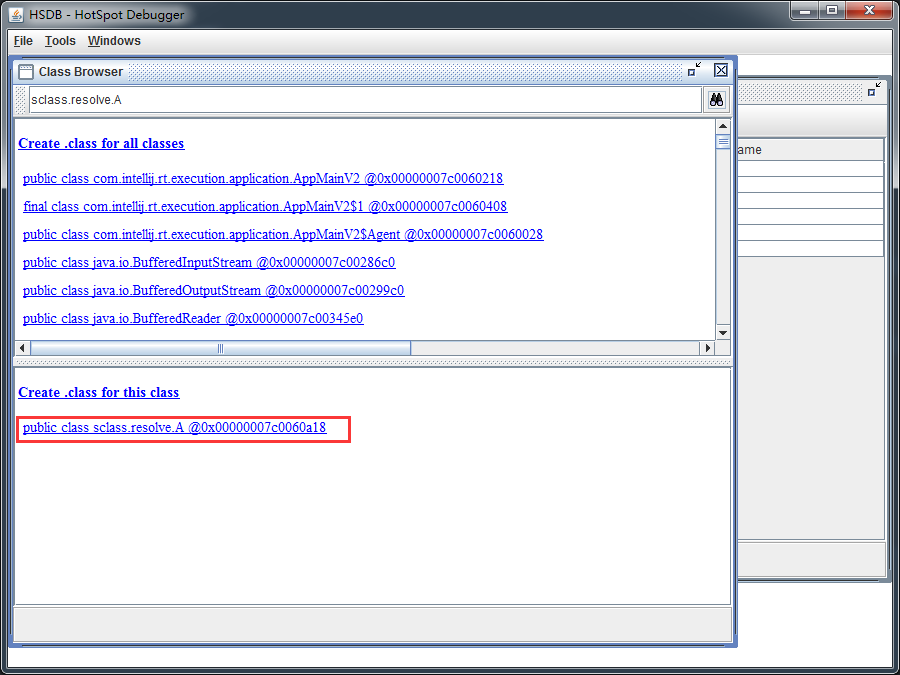 HSDB - HotSpot Debugger
File Tools Windows
Class Browser
sclass.resolve.A
Create .class for all classes
public class com.intellij.rt.execution.application.AppMainV2 @0x00000007c0060218
final class com.intellij.rt.execution.application.AppMainV2$1 @0x00000007c0060408
public class com.intellij.rt.execution.application.AppMainV2$Agent @0x00000007c0060028
public class java.io.BufferedInputStream @0x00000007c00286c0
public class java.io.BufferedOutputStream @0x00000007c00299c0
public class java.io.BufferedReader @0x00000007c00345e0
Create .class for this class
public class sclass.resolve.A @0x00000007c0060a18
ame